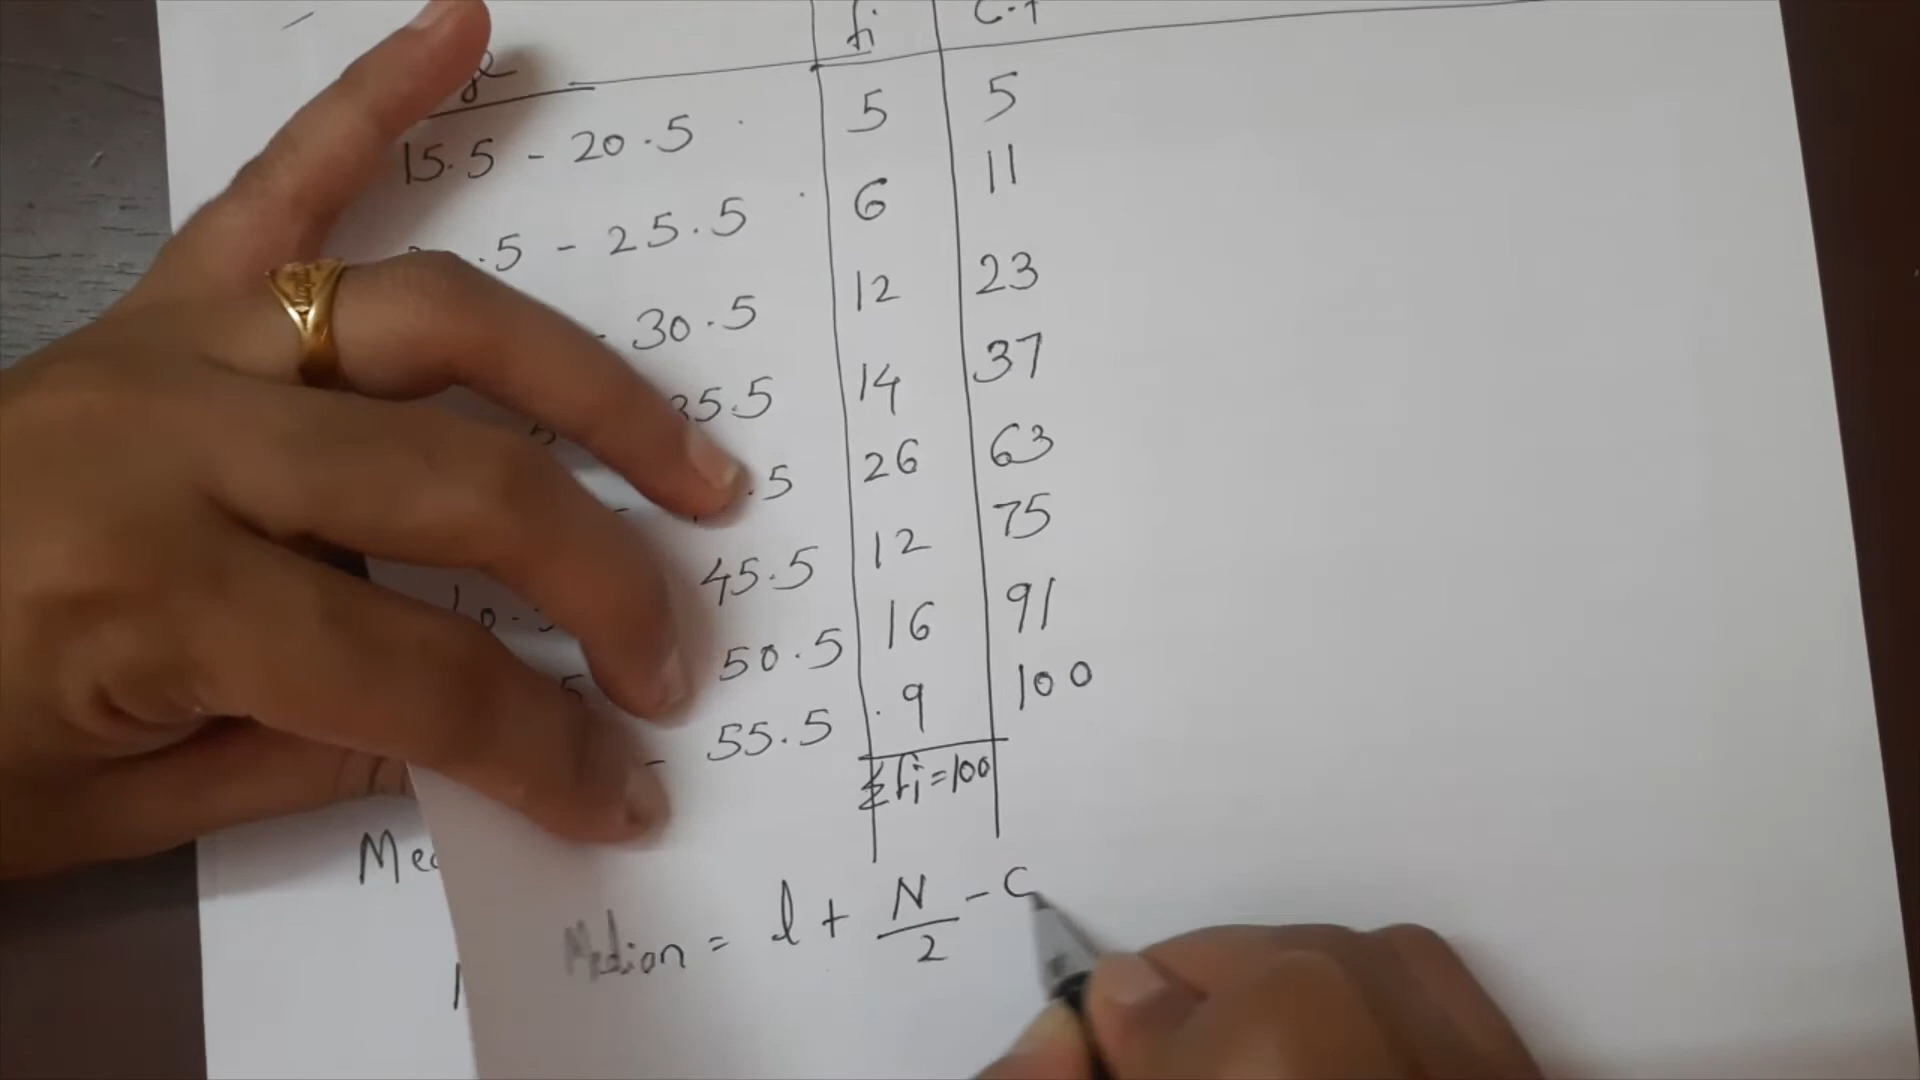 fi C.f
15.5 - 20.5 5 5
.5 - 25.5 6 11
- 30.5 12 23
35.5 14 37
.5 26 63
45.5 12 75
50.5 16 91
- 55.5 9 100
Σfi = 100
Median = l + N/2 - C